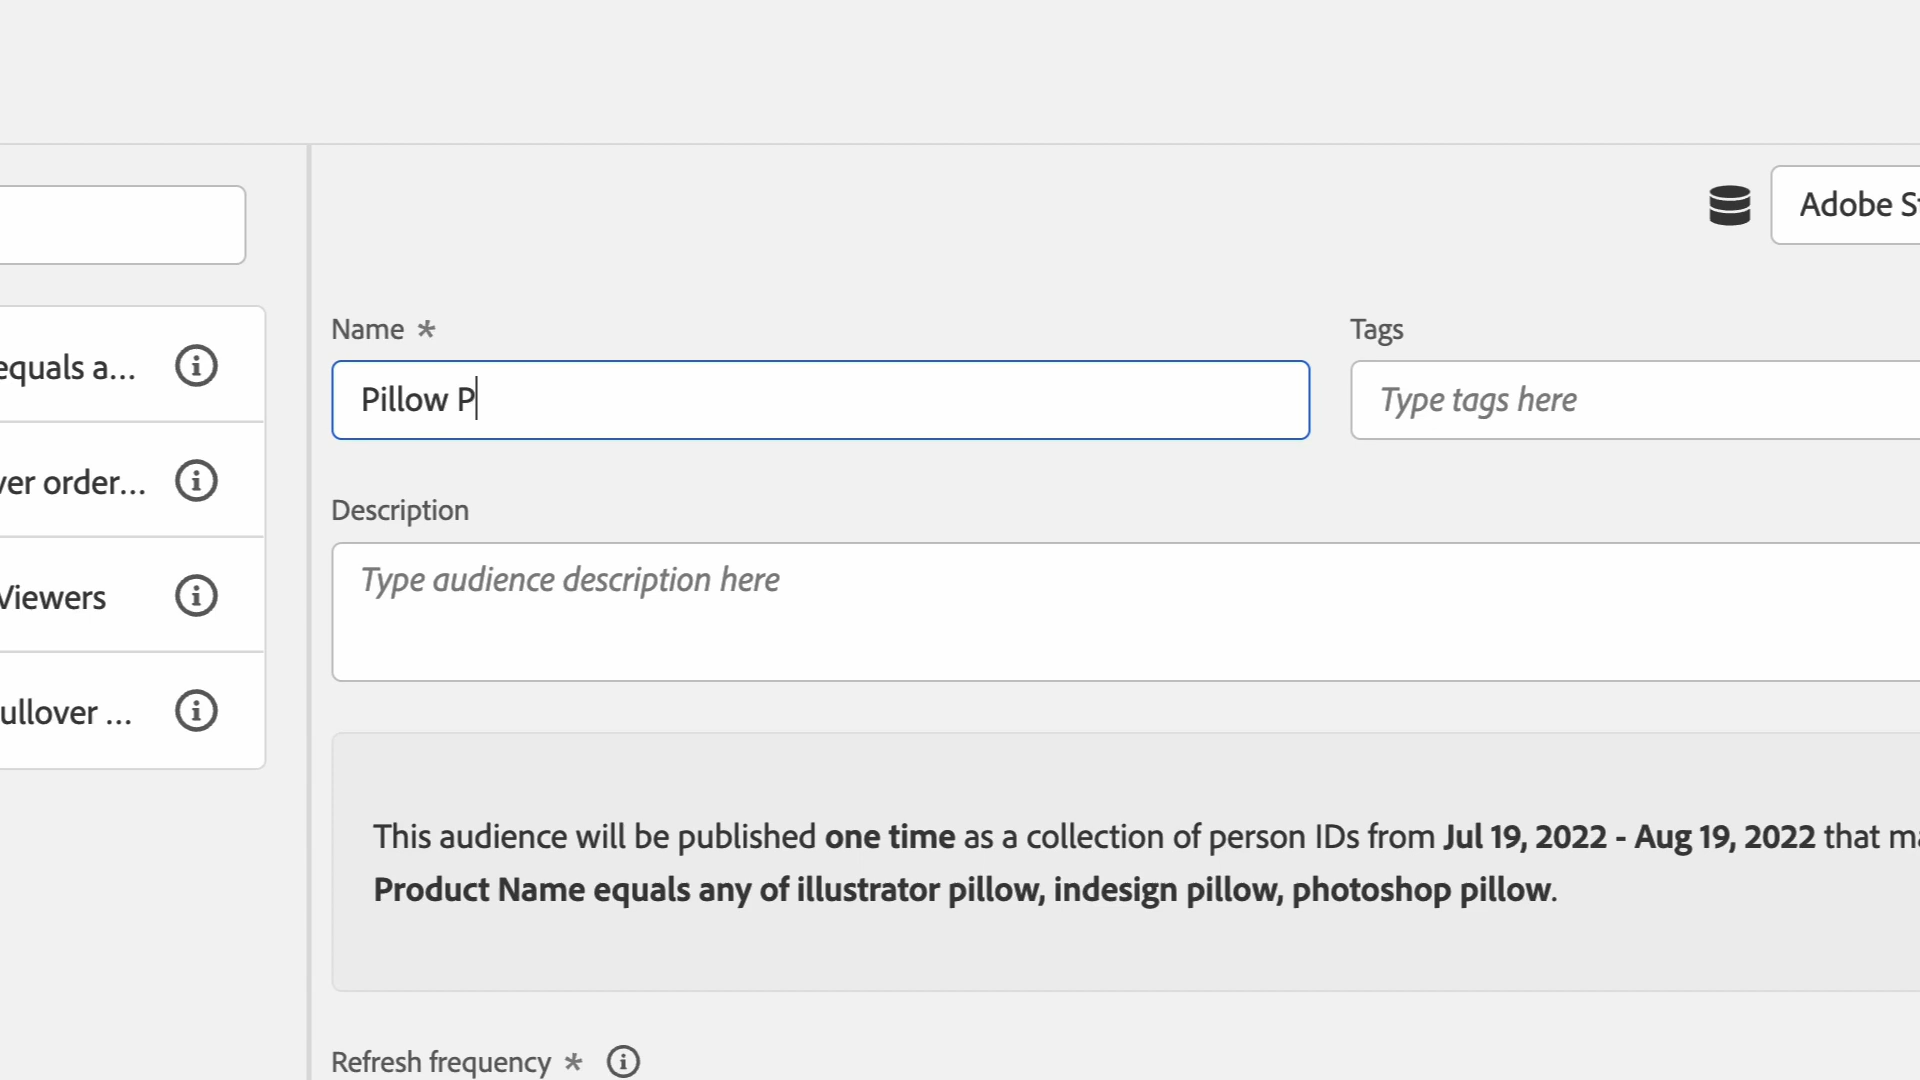 Adobe S
Name *
Tags
equals a...
Pillow P
Type tags here
ver order...
Description
Type audience description here
Viewers
ullover ...
This audience will be published one time as a collection of person IDs from Jul 19, 2022 - Aug 19, 2022 that ma
Product Name equals any of illustrator pillow, indesign pillow, photoshop pillow.
Refresh frequency *